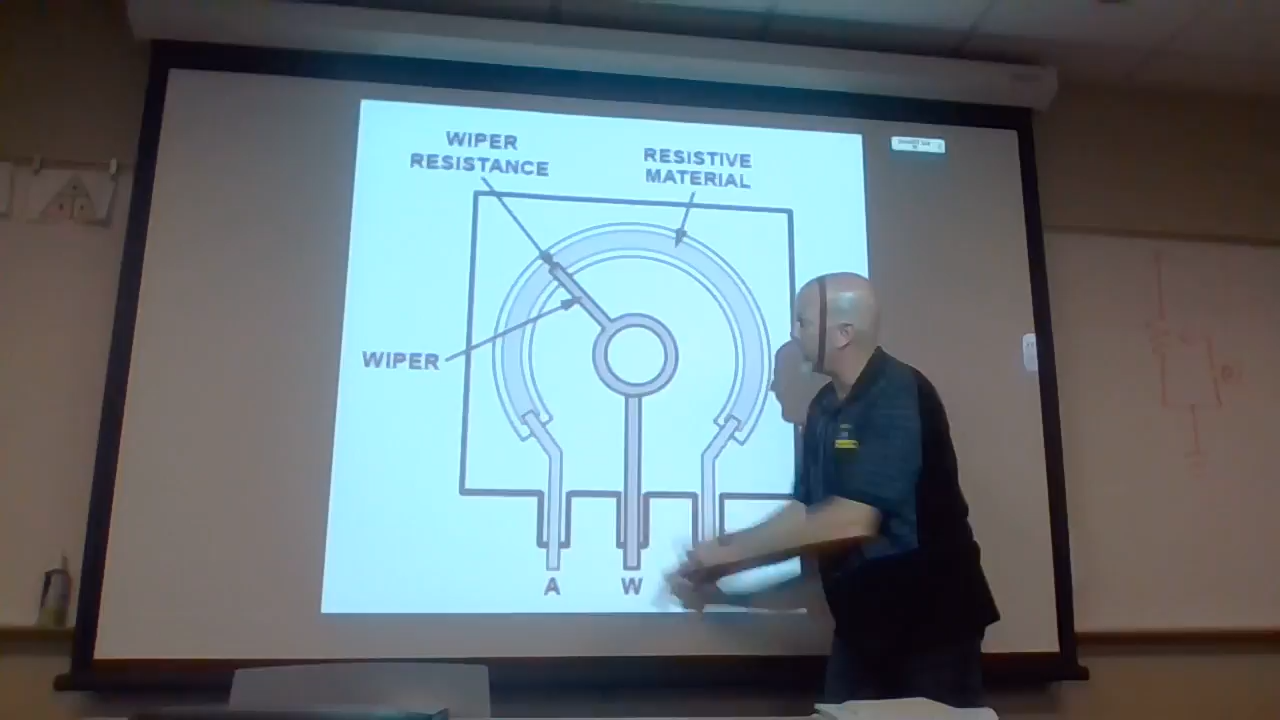 WIPER
RESISTANCE
RESISTIVE
MATERIAL
WIPER
A
W